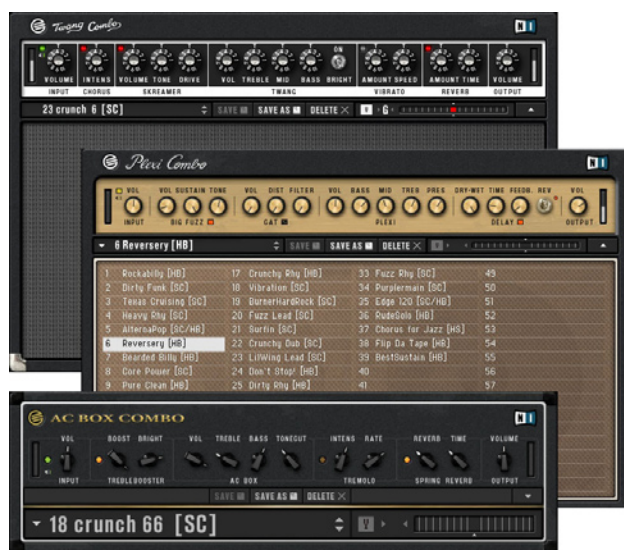 Twang Combo NI
ON
VOLUME INTENS VOLUME TONE DRIVE VOL TREBLE MID BASS BRIGHT AMOUNT SPEED AMOUNT TIME VOLUME
INPUT CHORUS SKREAMER TWANG VIBRATO REVERB OUTPUT
23 crunch 6 [SC] SAVE SAVE AS DELETE G
Plexi Combo NI
VOL VOL SUSTAIN TONE VOL DIST FILTER VOL BASS MID TREB PRES DRY-WET TIME FEEDB. REV VOL
INPUT BIG FUZZ CAT PLEXI DELAY OUTPUT
6 Reversery [HB] SAVE SAVE AS DELETE
1 Rockabilly [HB] 17 Crunchy Rhy [HB] 33 Fuzz Rhy [SC] 49
2 Dirty Funk [SC] 18 Vibration [SC] 34 Purplemain [SC] 50
3 Texas Cruising [SC] 19 BurnerHardRock [SC] 35 Edge 120 [SC/HB] 51
4 Heavy Rhy [SC] 20 Fuzz Lead [SC] 36 RudeGolo [HB] 52
5 AlternaPop [SC/HB] 21 Surfin [SC] 37 Chorus for Jazz [HS] 53
6 Reversery [HB] 22 Crunchy Dub [SC] 38 Flip Da Tape [HB] 54
7 Bearded Billy [HB] 23 LilWing Lead [SC] 39 BestSustain [HB] 55
8 Core Power [SC] 24 Don't Stop! [HB] 40 56
9 Pure Clean [HB] 25 Dirty Rhy [HB] 41 57
AC BOX COMBO NI
VOL BOOST BRIGHT VOL TREBLE BASS TONECUT INTENS RATE REVERB TIME VOLUME
INPUT TREBLEBOOSTER AC BOX TREMOLO SPRING REVERB OUTPUT
SAVE SAVE AS DELETE
18 crunch 66 [SC]